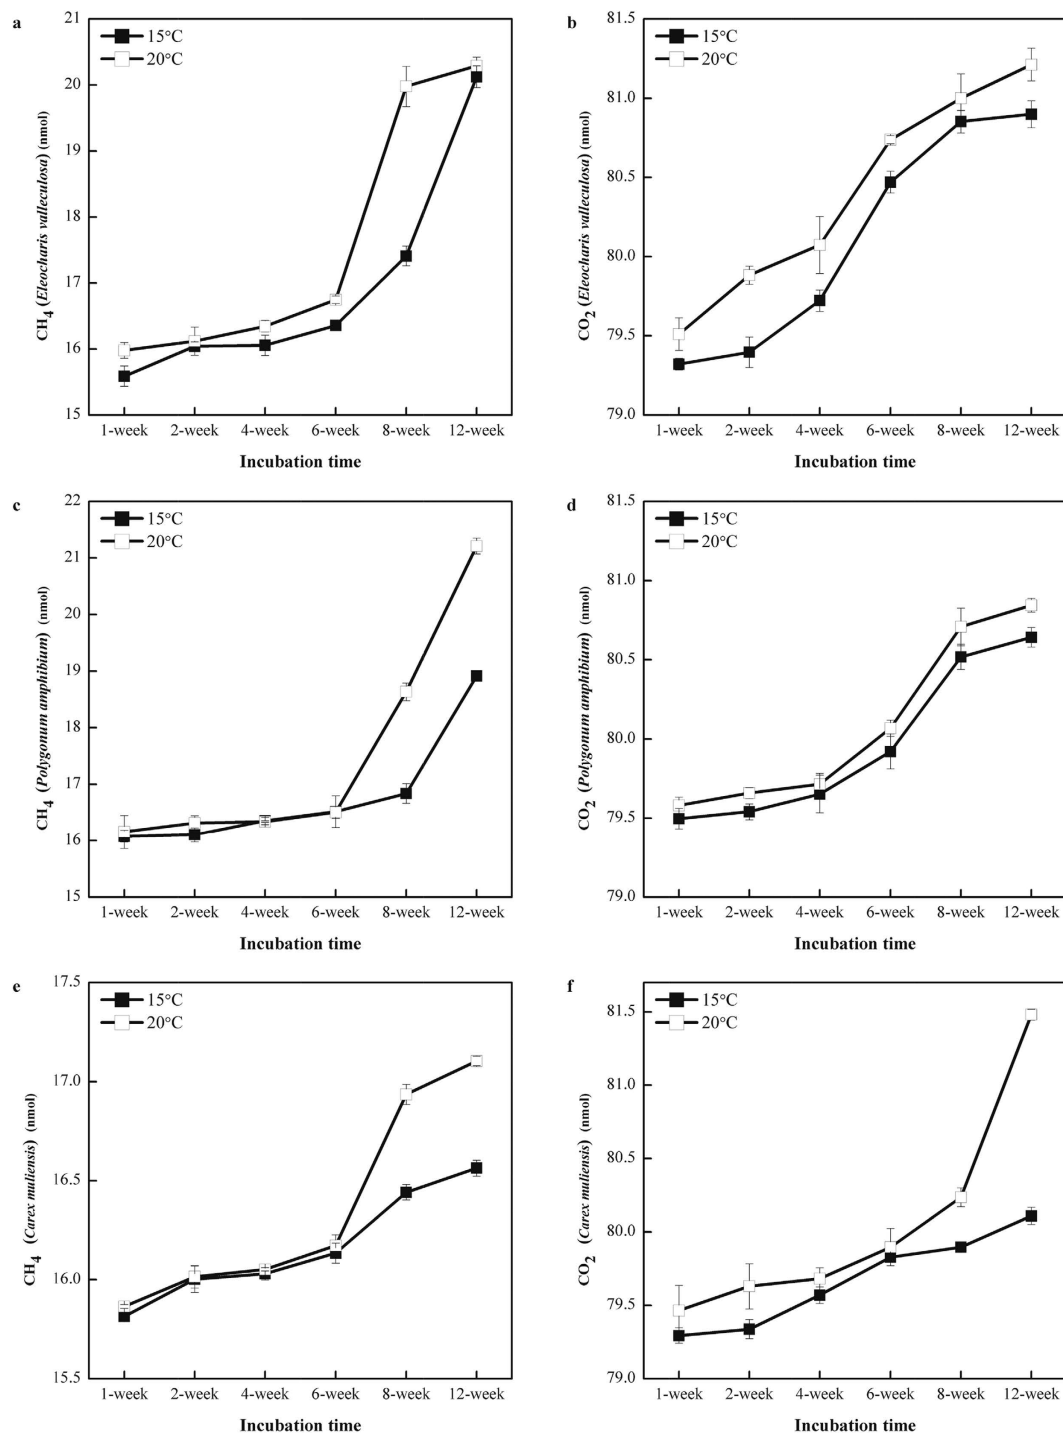 a
21
20
19
18
17
16
15
15°C
20°C
CH4 (Eleocharis valleculosa) (nmol)
1-week 2-week 4-week 6-week 8-week 12-week
Incubation time
b
81.5
81.0
80.5
80.0
79.5
79.0
15°C
20°C
CO2 (Eleocharis valleculosa) (nmol)
1-week 2-week 4-week 6-week 8-week 12-week
Incubation time
c
22
21
20
19
18
17
16
15
15°C
20°C
CH4 (Polygonum amphibium) (nmol)
1-week 2-week 4-week 6-week 8-week 12-week
Incubation time
d
81.5
81.0
80.5
80.0
79.5
79.0
15°C
20°C
CO2 (Polygonum amphibium) (nmol)
1-week 2-week 4-week 6-week 8-week 12-week
Incubation time
e
17.5
17.0
16.5
16.0
15.5
15°C
20°C
CH4 (Carex muliensis) (nmol)
1-week 2-week 4-week 6-week 8-week 12-week
Incubation time
f
81.5
81.0
80.5
80.0
79.5
79.0
15°C
20°C
CO2 (Carex muliensis) (nmol)
1-week 2-week 4-week 6-week 8-week 12-week
Incubation time